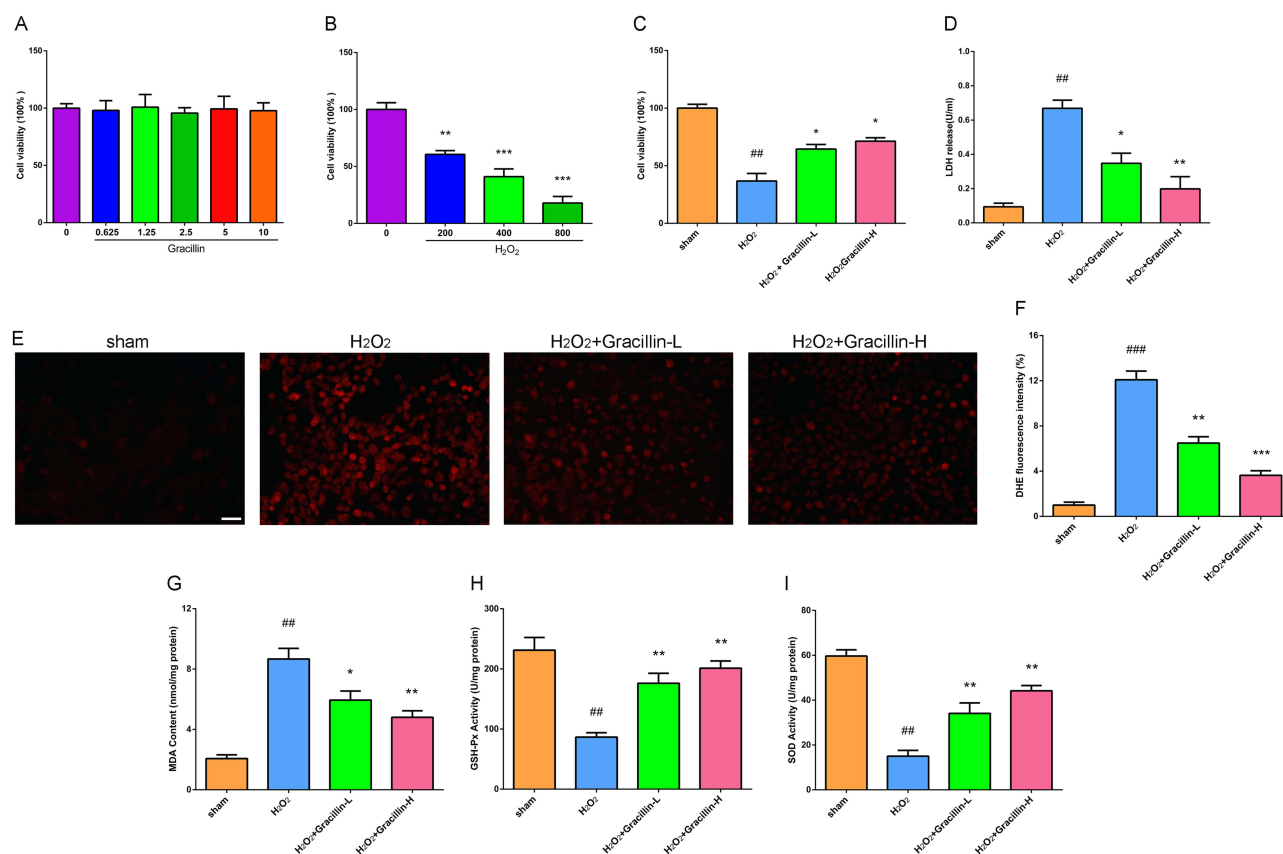 A
Cell viability (100% )
150
100
50
0
0
0.625
1.25
2.5
5
10
Gracillin
B
Cell viability (100% )
150
100
50
0
**
***
***
0
200
400
800
H₂O₂
C
Cell viability (100% )
150
100
50
0
##
*
*
sham
H₂O₂
H₂O₂ + Gracillin-L
H₂O₂Gracillin-H
D
LDH release(U/ml)
1.0
0.8
0.6
0.4
0.2
0.0
##
*
**
sham
H₂O₂
H₂O₂+Gracillin-L
H₂O₂+Gracillin-H
E
sham
H₂O₂
H₂O₂+Gracillin-L
H₂O₂+Gracillin-H
F
DHE fluorescence intensity (%)
16
12
8
4
0
###
**
***
sham
H₂O₂
H₂O₂+Gracillin-L
H₂O₂+Gracillin-H
G
MDA Content (nmol/mg protein)
12
8
4
0
##
*
**
sham
H₂O₂
H₂O₂+Gracillin-L
H₂O₂+Gracillin-H
H
GSH-Px Activity (U/mg protein)
300
200
100
0
##
**
**
sham
H₂O₂
H₂O₂+Gracillin-L
H₂O₂+Gracillin-H
I
SOD Activity (U/mg protein)
80
60
40
20
0
##
**
**
sham
H₂O₂
H₂O₂+Gracillin-L
H₂O₂+Gracillin-H